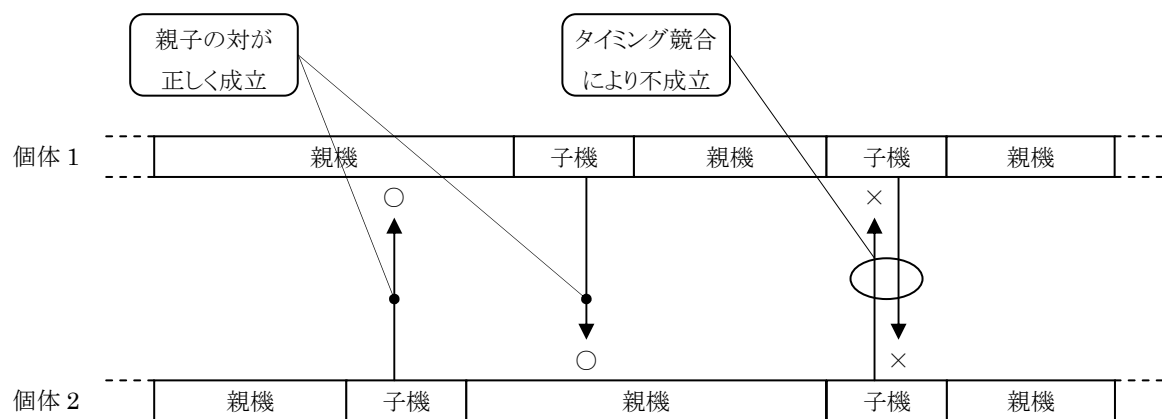 親子の対が
正しく成立
タイミング競合
により不成立
個体 1
親機
子機
親機
子機
親機
○
×
○
×
個体 2
親機
子機
親機
子機
親機